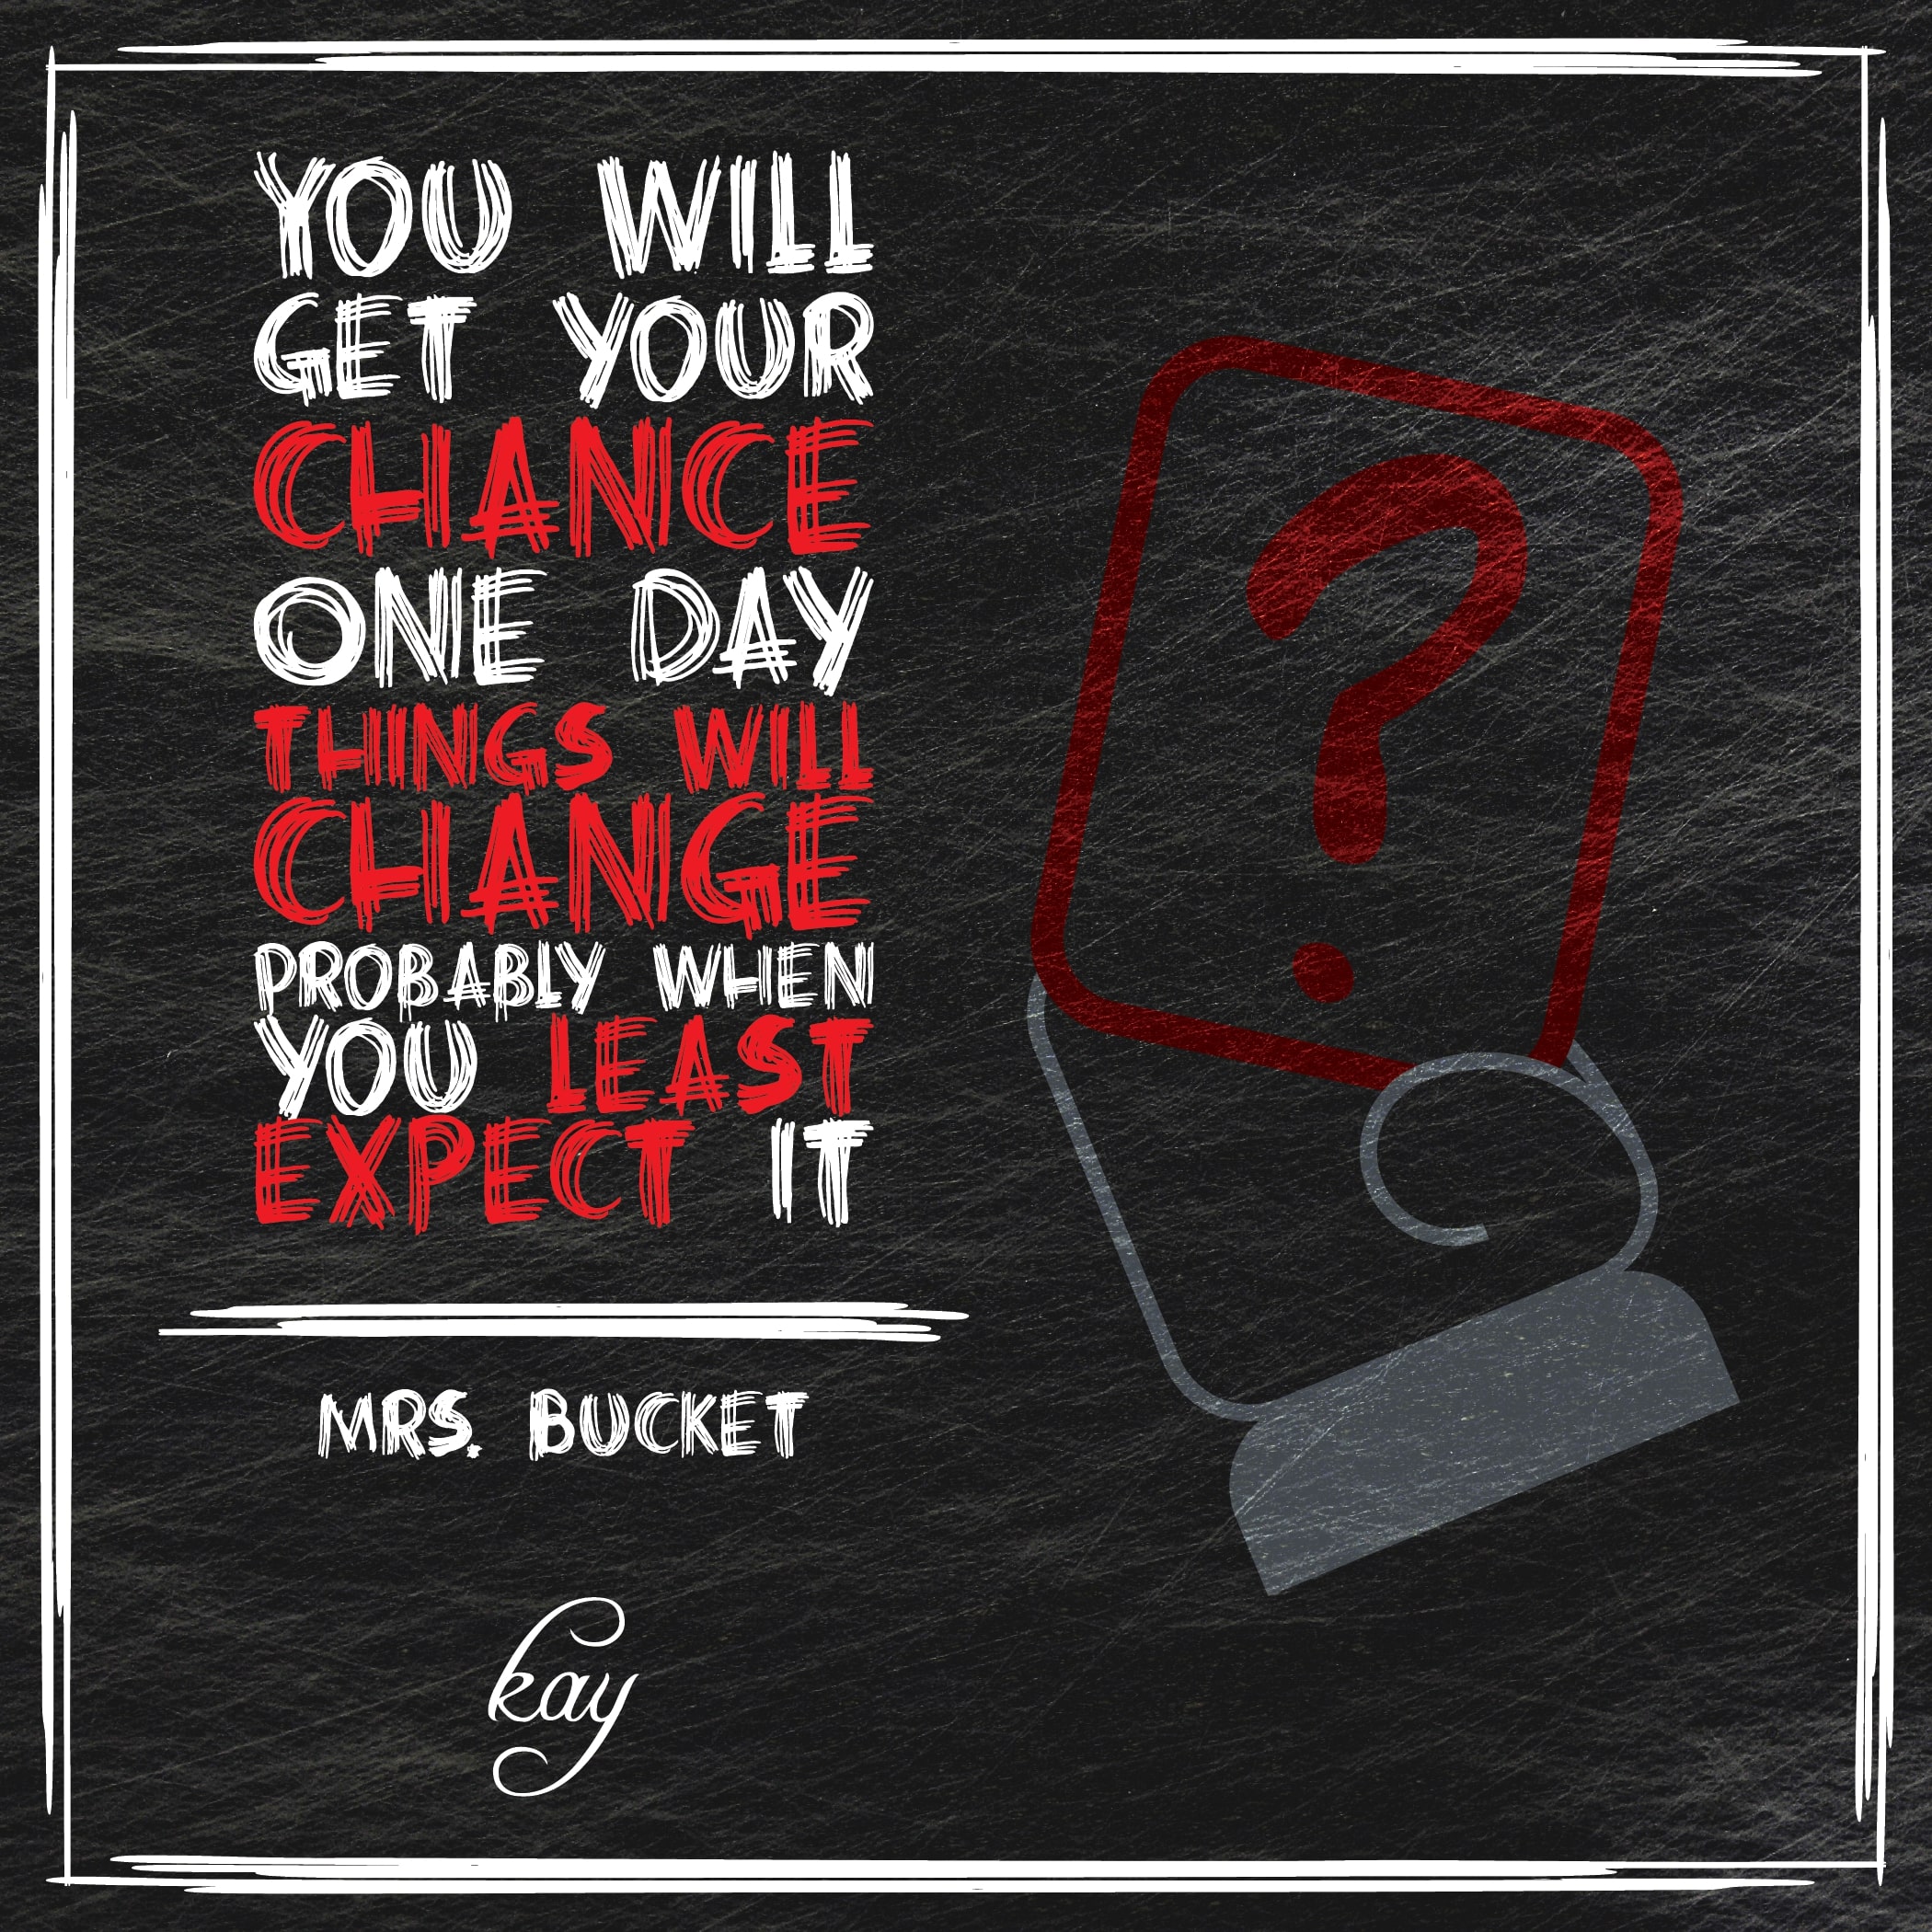 YOU WILL
GET YOUR
CHANCE
ONE DAY
THINGS WILL
CHANGE
PROBABLY WHEN
YOU LEAST
EXPECT IT
MRS. BUCKET
kay
?